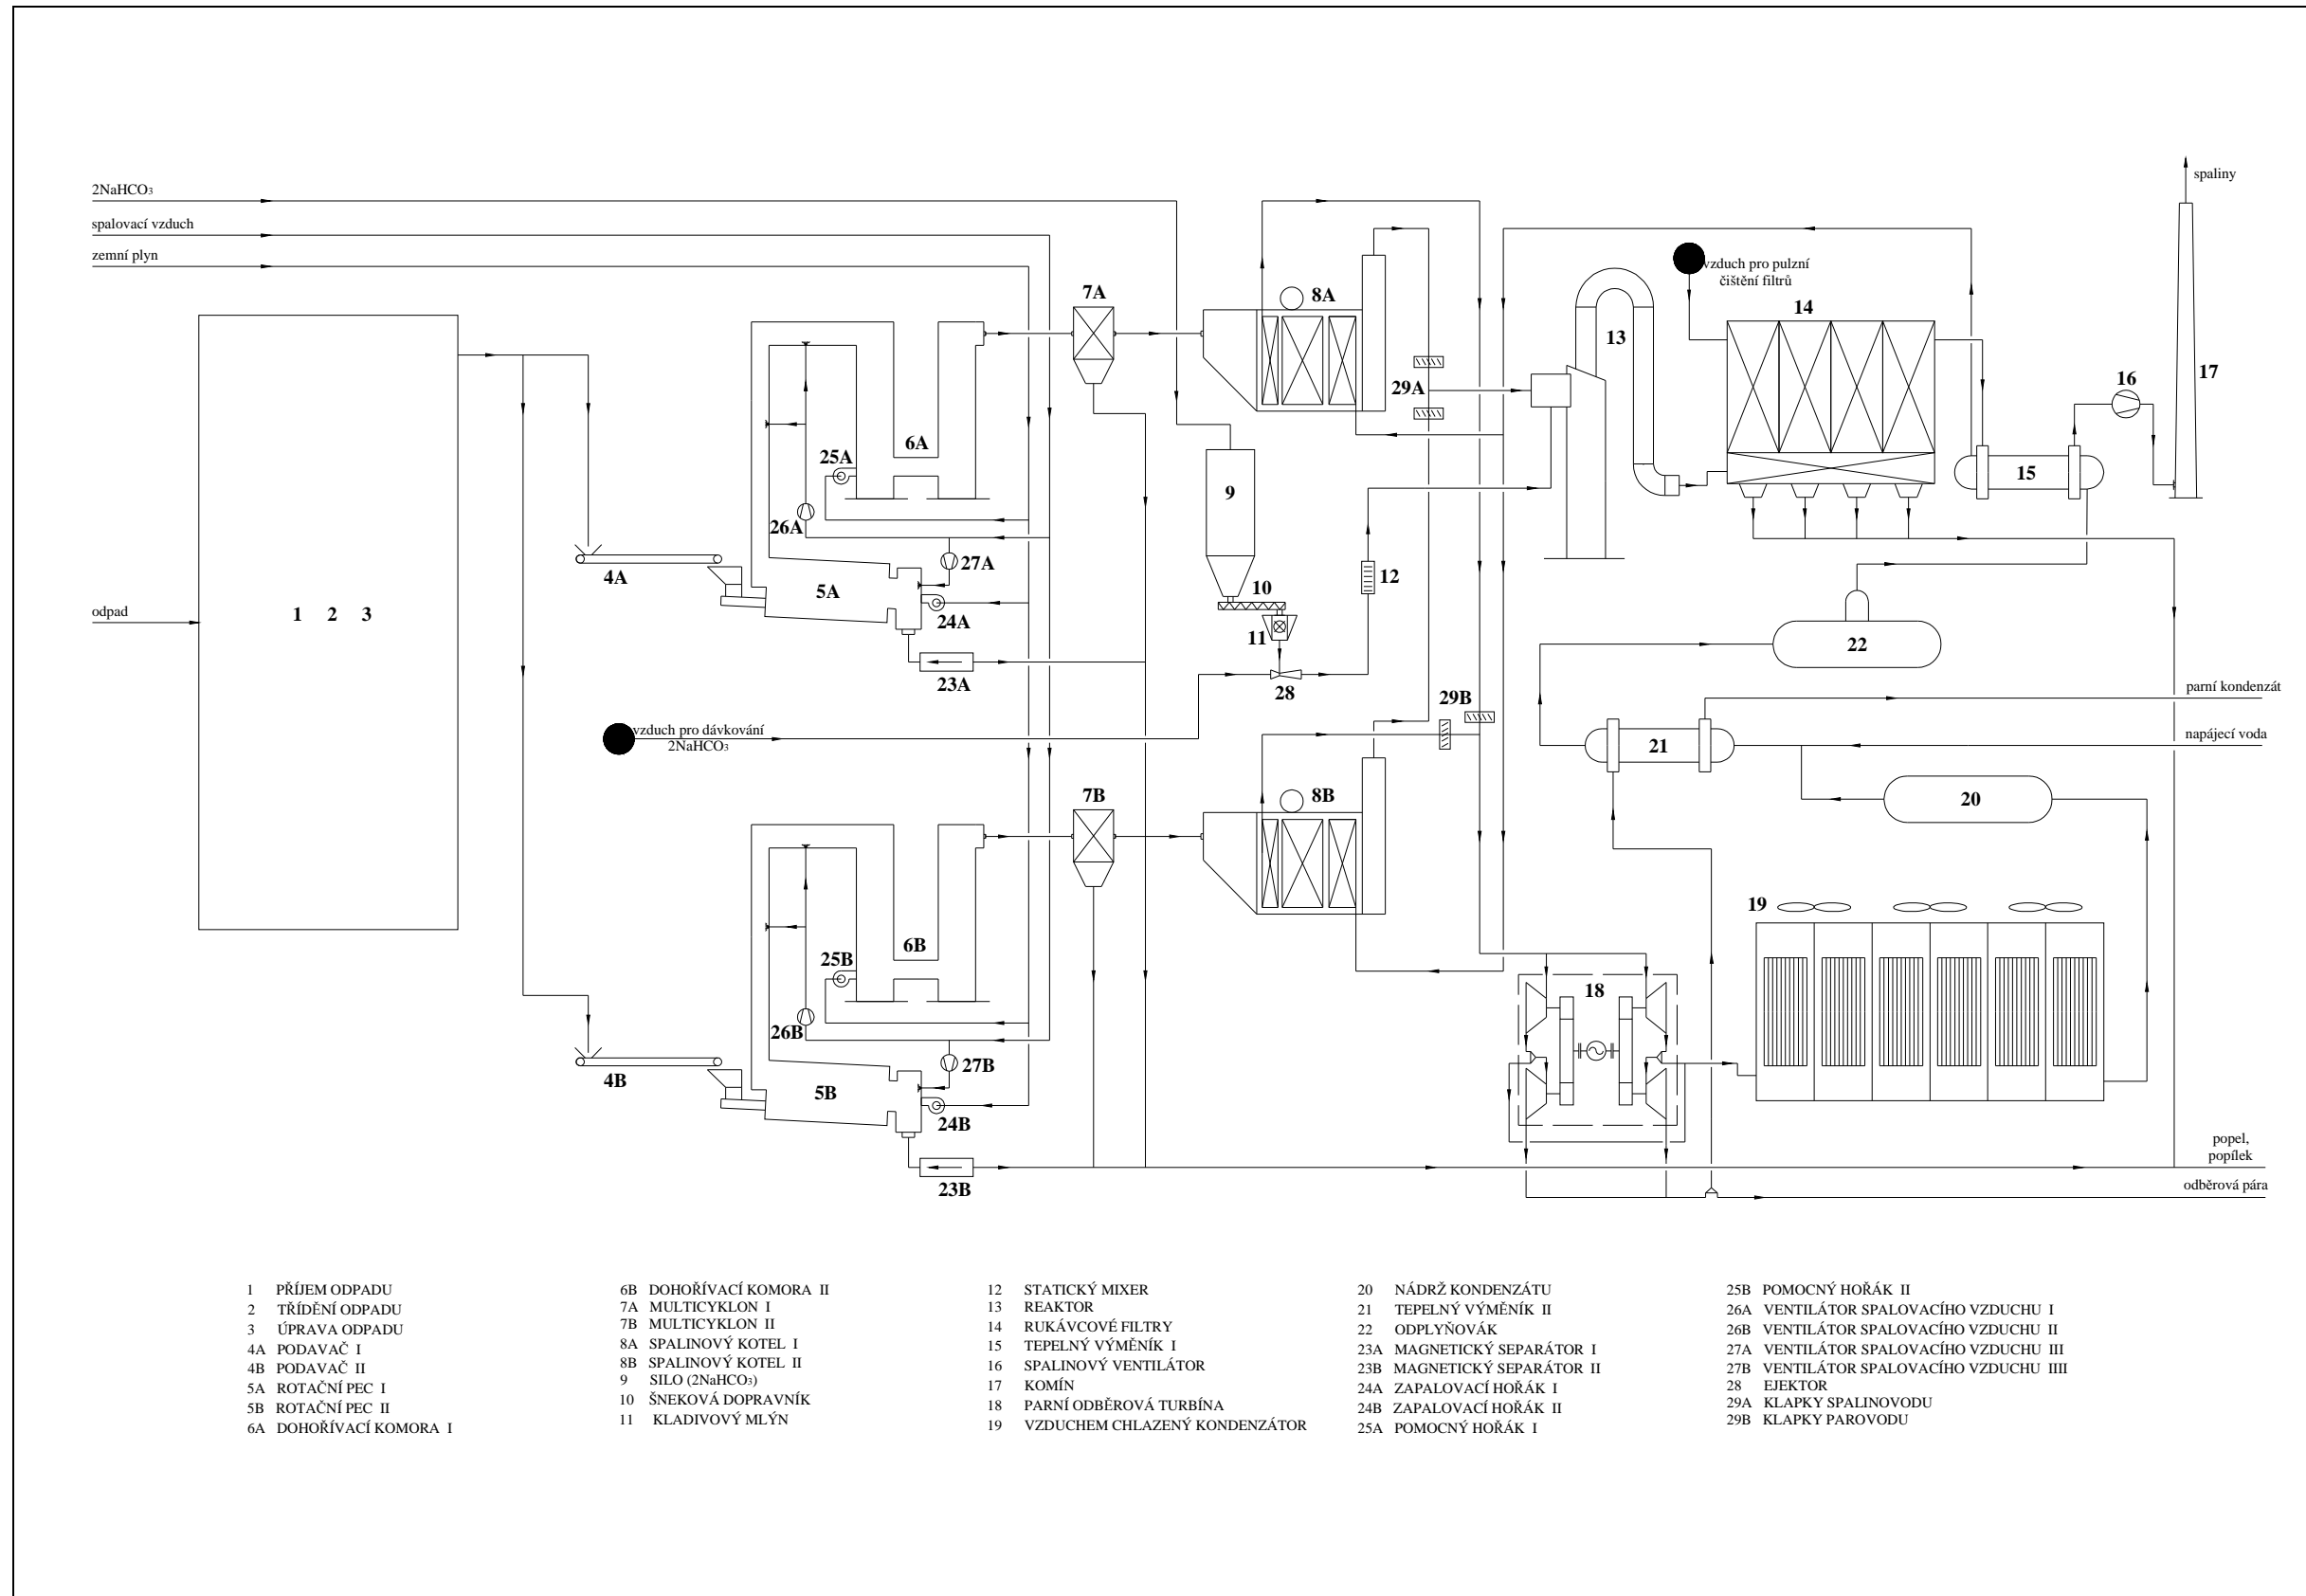 2NaHCO3
spalovací vzduch
zemní plyn
odpad
1 2 3
4A
4B
5A
6A
25A
26A
27A
24A
23A
7A
8A
29A
9
10
11
28
12
13
vzduch pro pulzní
čištění filtrů
14
15
16
17
spaliny
22
parní kondenzát
29B
vzduch pro dávkování
2NaHCO3
21
napájecí voda
20
7B
8B
6B
25B
26B
27B
5B
24B
23B
18
19
popel,
popílek
odběrová pára
1 PŘÍJEM ODPADU
2 TŘÍDĚNÍ ODPADU
3 ÚPRAVA ODPADU
4A PODAVAČ I
4B PODAVAČ II
5A ROTAČNÍ PEC I
5B ROTAČNÍ PEC II
6A DOHOŘÍVACÍ KOMORA I
6B DOHOŘÍVACÍ KOMORA II
7A MULTICYKLON I
7B MULTICYKLON II
8A SPALINOVÝ KOTEL I
8B SPALINOVÝ KOTEL II
9 SILO (2NaHCO3)
10 ŠNEKOVÁ DOPRAVNÍK
11 KLADIVOVÝ MLÝN
12 STATICKÝ MIXER
13 REAKTOR
14 RUKÁVCOVÉ FILTRY
15 TEPELNÝ VÝMĚNÍK I
16 SPALINOVÝ VENTILÁTOR
17 KOMÍN
18 PARNÍ ODBĚROVÁ TURBÍNA
19 VZDUCHEM CHLAZENÝ KONDENZÁTOR
20 NÁDRŽ KONDENZÁTU
21 TEPELNÝ VÝMĚNÍK II
22 ODPLYŇOVÁK
23A MAGNETICKÝ SEPARÁTOR I
23B MAGNETICKÝ SEPARÁTOR II
24A ZAPALOVACÍ HOŘÁK I
24B ZAPALOVACÍ HOŘÁK II
25A POMOCNÝ HOŘÁK I
25B POMOCNÝ HOŘÁK II
26A VENTILÁTOR SPALOVACÍHO VZDUCHU I
26B VENTILÁTOR SPALOVACÍHO VZDUCHU II
27A VENTILÁTOR SPALOVACÍHO VZDUCHU III
27B VENTILÁTOR SPALOVACÍHO VZDUCHU IIII
28 EJEKTOR
29A KLAPKY SPALINOVODU
29B KLAPKY PAROVODU